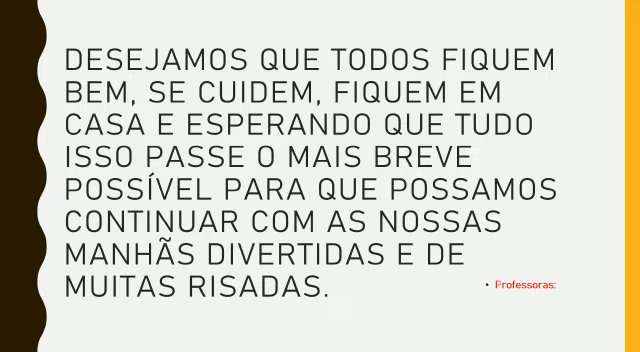 DESEJAMOS QUE TODOS FIQUEM
BEM, SE CUIDEM, FIQUEM EM
CASA E ESPERANDO QUE TUDO
ISSO PASSE O MAIS BREVE
POSSÍVEL PARA QUE POSSAMOS
CONTINUAR COM AS NOSSAS
MANHÃS DIVERTIDAS E DE
MUITAS RISADAS.
• Professoras: